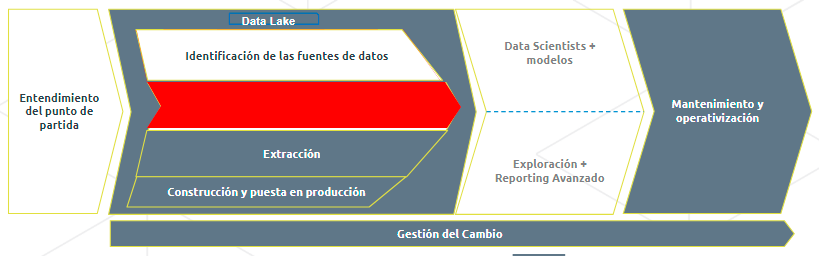 Data Lake
Identificación de las fuentes de datos
Entendimiento
del punto de
partida
Extracción
Construcción y puesta en producción
Data Scientists +
modelos
Exploración +
Reporting Avanzado
Mantenimiento y
operativización
Gestión del Cambio